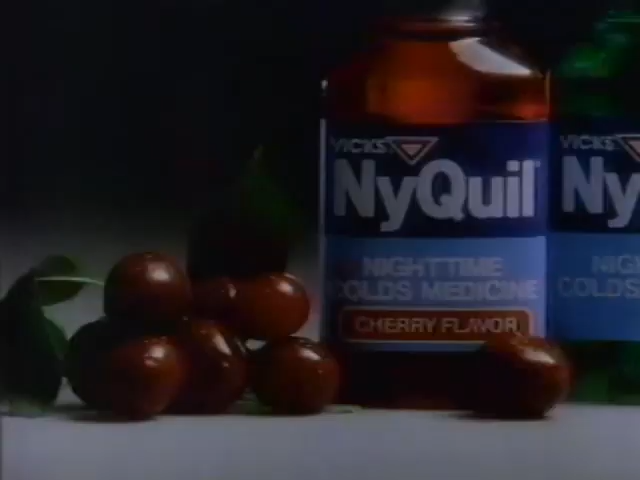 VICKS
NyQuil
NIGHTTIME
COLDS MEDICINE
CHERRY FLAVOR
VICKS
Ny
NIG
COLDS